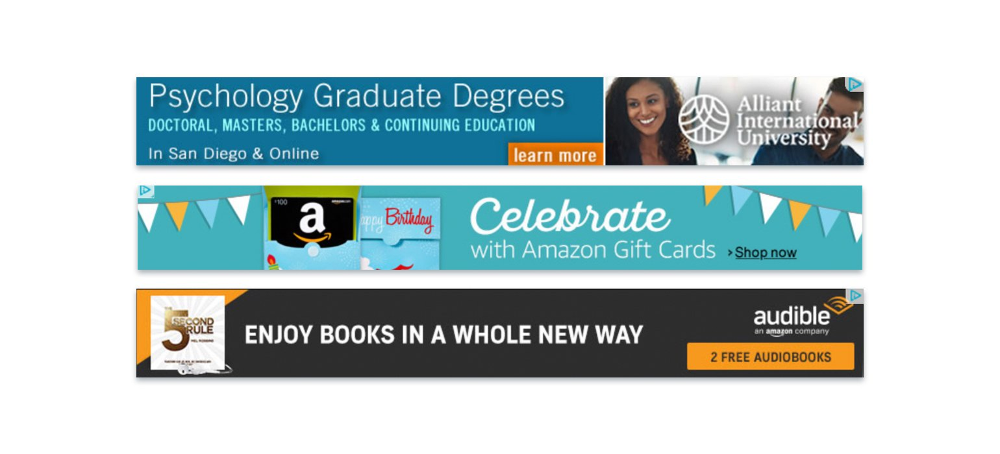 Psychology Graduate Degrees
DOCTORAL, MASTERS, BACHELORS & CONTINUING EDUCATION
In San Diego & Online
learn more
Alliant
International
University
$100
a
amazon.com
appy Birthday
Celebrate
with Amazon Gift Cards
> Shop now
THE
5 SECOND
RULE
MEL ROBBINS
ENJOY BOOKS IN A WHOLE NEW WAY
audible
an amazon company
2 FREE AUDIOBOOKS